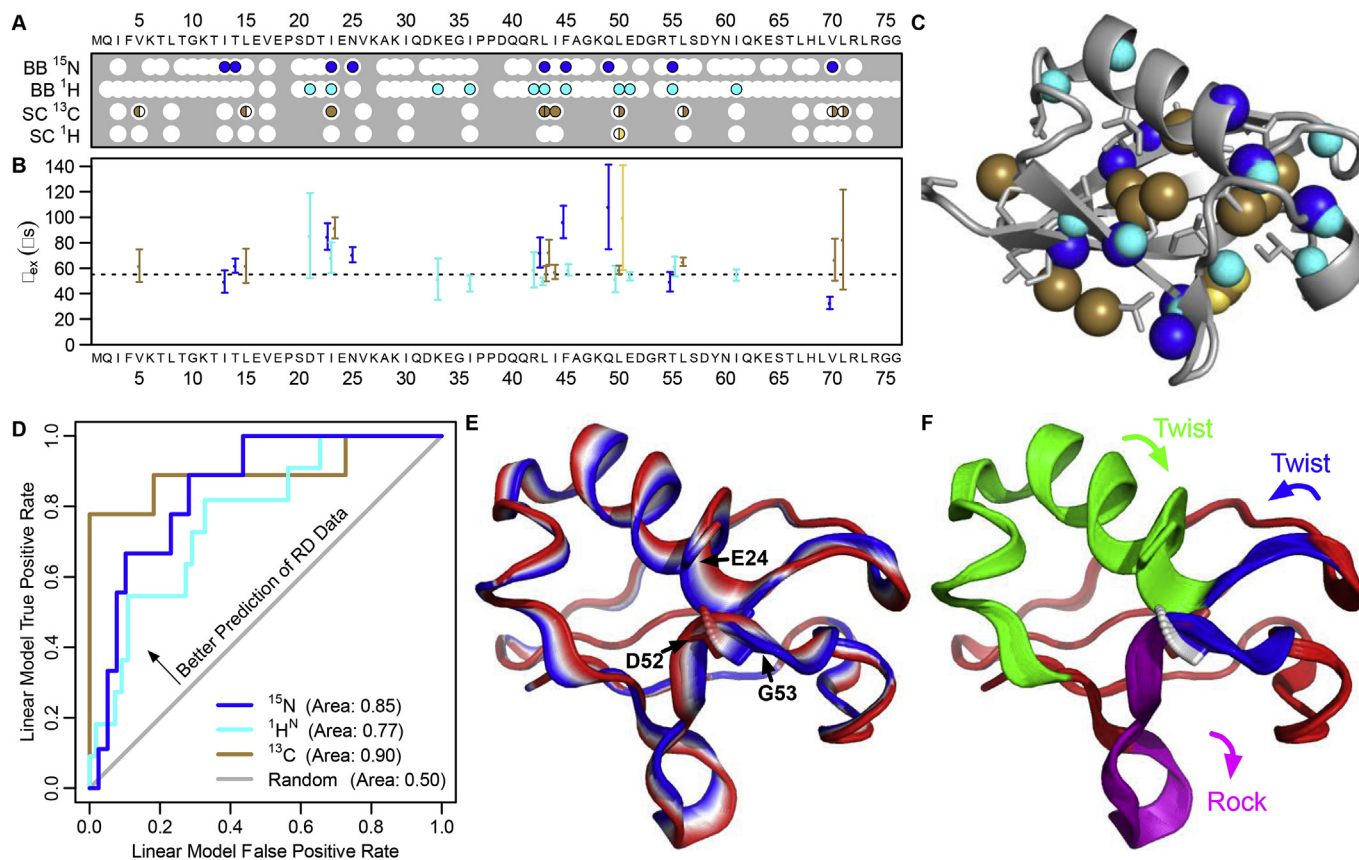 A
5 10 15 20 25 30 35 40 45 50 55 60 65 70 75
MQIFVKTLTGKTITLEVEPSDTIENVKAKIQDKEGIPPDQQRLIFAGKQLEDGRTLSDYNIQKESTLHLVLRLRGG
BB ¹⁵N
BB ¹H
SC ¹³C
SC ¹H
B
140
120
100
80
60
40
20
0
□ex (□s)
MQIFVKTLTGKTITLEVEPSDTIENVKAKIQDKEGIPPDQQRLIFAGKQLEDGRTLSDYNIQKESTLHLVLRLRGG
5 10 15 20 25 30 35 40 45 50 55 60 65 70 75
C
D
Linear Model True Positive Rate
1.0
0.8
0.6
0.4
0.2
0.0
Better Prediction of RD Data
¹⁵N (Area: 0.85)
¹Hᴺ (Area: 0.77)
¹³C (Area: 0.90)
Random (Area: 0.50)
0.0 0.2 0.4 0.6 0.8 1.0
Linear Model False Positive Rate
E
E24
D52
G53
F
Twist
Twist
Rock